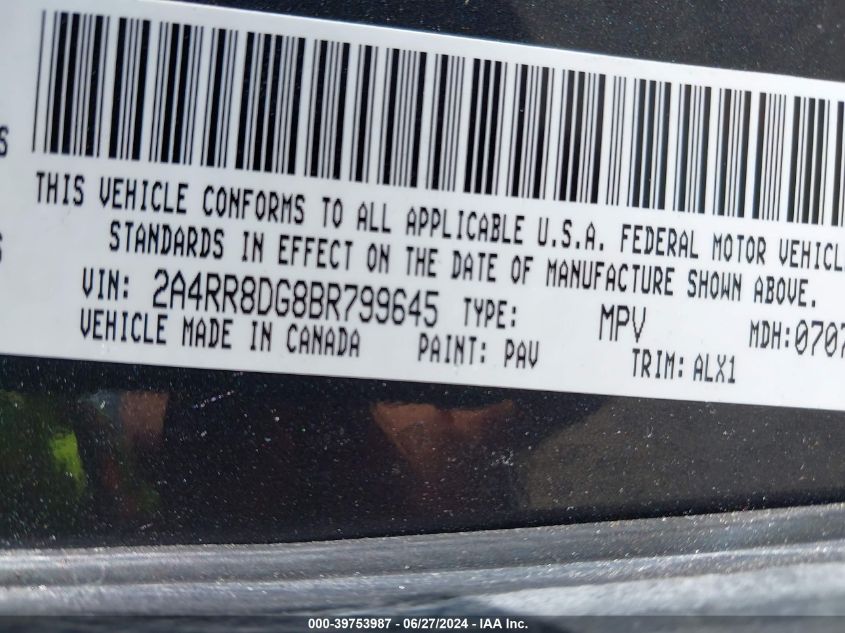 THIS VEHICLE CONFORMS TO ALL APPLICABLE U.S.A. FEDERAL MOTOR
STANDARDS IN EFFECT ON THE DATE OF MANUFACTURE SHOWN ABOVE.
VIN: 2A4RR8DG8BR799645 TYPE: MPV MDH:0707
VEHICLE MADE IN CANADA PAINT: PAV TRIM: ALX1
000-39753987 - 06/27/2024 - IAA Inc.